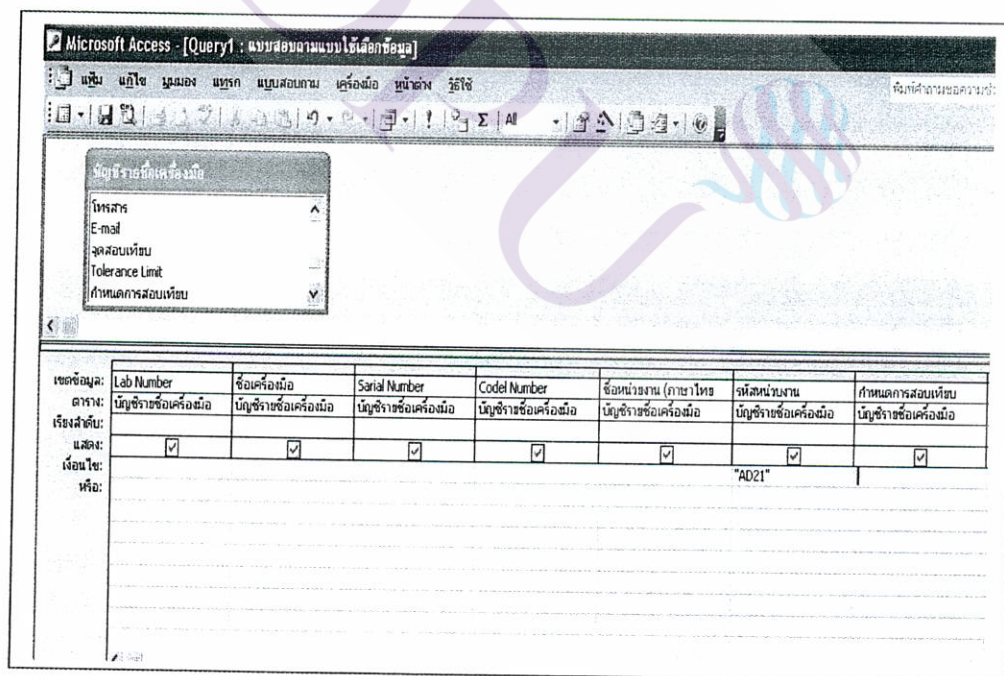 Microsoft Access - [Query1 : แบบสอบถามแบบใช้เลือกข้อมูล]
แฟ้ม แก้ไข มุมมอง แทรก แบบสอบถาม เครื่องมือ หน้าต่าง วิธีใช้
พิมพ์คำถามขอความช่ว
All
บัญชีรายชื่อเครื่องมือ
โทรสาร
E-mail
จุดสอบเทียบ
Tolerance Limit
กำหนดการสอบเทียบ
เขตข้อมูล: Lab Number ชื่อเครื่องมือ Sarial Number Codel Number ชื่อหน่วยงาน (ภาษาไทย รหัสหน่วยงาน กำหนดการสอบเทียบ
ตาราง: บัญชีรายชื่อเครื่องมือ บัญชีรายชื่อเครื่องมือ บัญชีรายชื่อเครื่องมือ บัญชีรายชื่อเครื่องมือ บัญชีรายชื่อเครื่องมือ บัญชีรายชื่อเครื่องมือ บัญชีรายชื่อเครื่องมือ
เรียงลำดับ:
แสดง:
เงื่อนไข: "AD21"
หรือ: